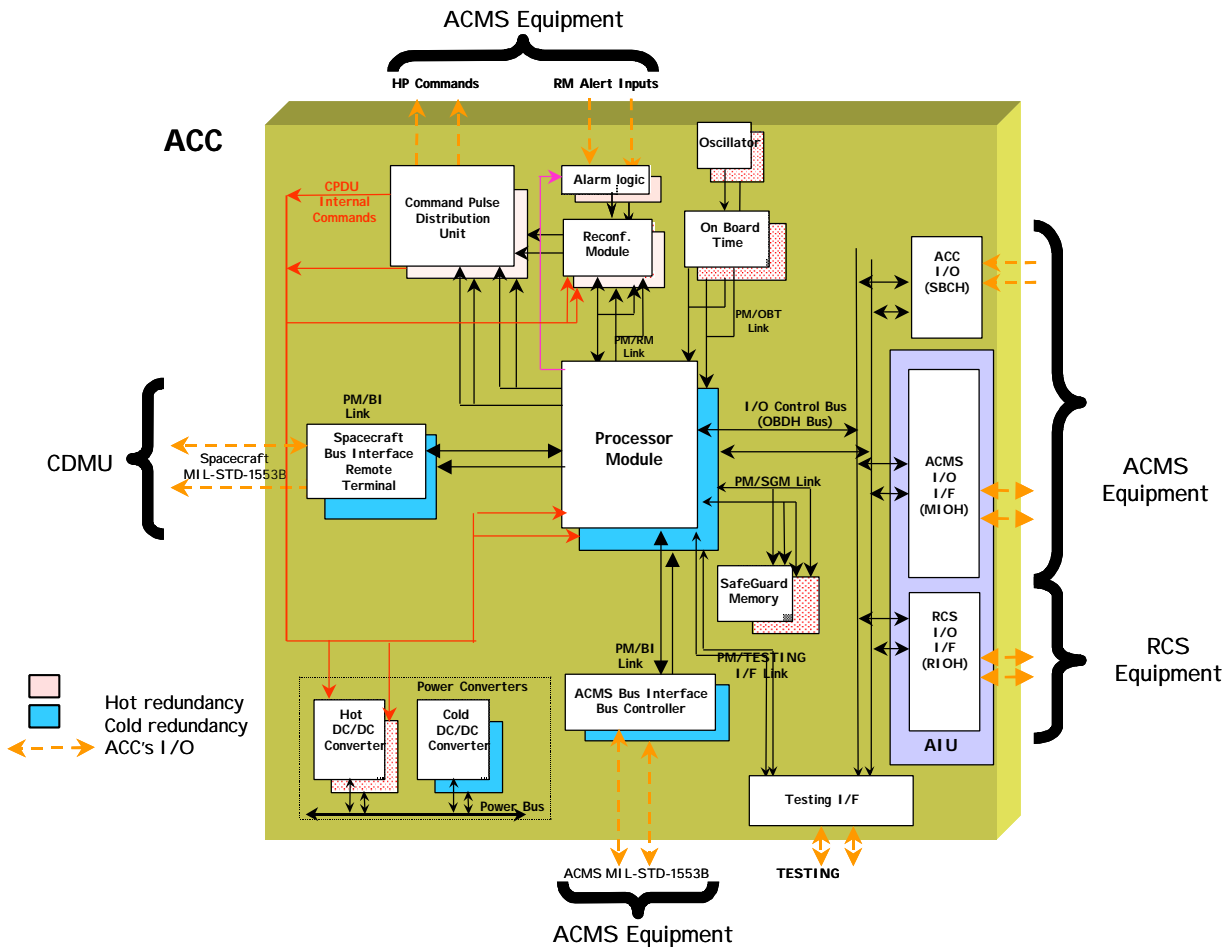 ACMS Equipment
HP Commands
RM Alert Inputs
ACC
Oscillator
Alarm logic
CPDU
Internal
Commands
Command Pulse
Distribution
Unit
Reconf.
Module
On Board
Time
ACC
I/O
(SBCH)
PM/RM
Link
PM/OBT
Link
PM/BI
Link
I/O Control Bus
(OBDH Bus)
Processor
Module
CDMU
Spacecraft
MIL-STD-1553B
Spacecraft
Bus Interface
Remote
Terminal
ACMS
I/O
I/F
(MIOH)
ACMS
Equipment
PM/SGM Link
SafeGuard
Memory
RCS
I/O
I/F
(RIOH)
RCS
Equipment
PM/BI
Link
PM/TESTING
I/F Link
Hot redundancy
Cold redundancy
ACC's I/O
Power Converters
Hot
DC/DC
Converter
Cold
DC/DC
Converter
Power Bus
ACMS Bus Interface
Bus Controller
AIU
Testing I/F
ACMS MIL-STD-1553B
TESTING
ACMS Equipment